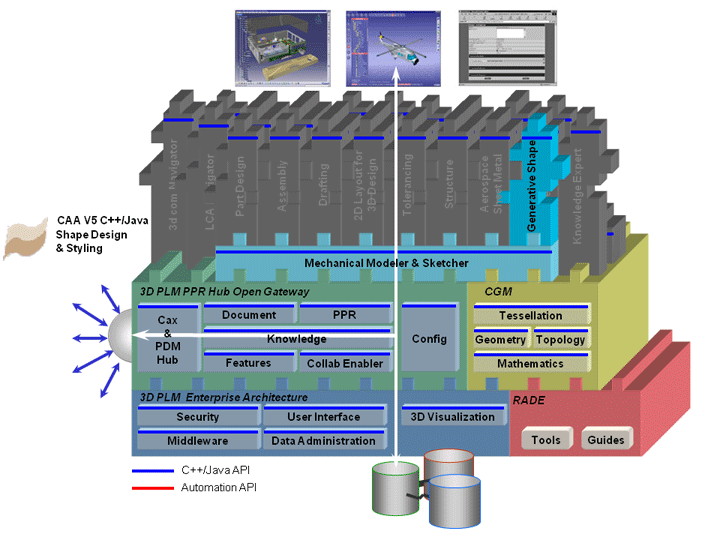 3d com Navigator
LCA Navigator
Part Design
Assembly
Drafting
2D Layout for
3D Design
Tolerancing
Structure
Aerospace
Sheet Metal
Generative Shape
Knowledge Expert
CAA V5 C++/Java
Shape Design
& Styling
Mechanical Modeler & Sketcher
3D PLM PPR Hub Open Gateway
CGM
Cax
&
PDM
Hub
Document
PPR
Knowledge
Features
Collab Enabler
Config
Tessellation
Geometry
Topology
Mathematics
3D PLM Enterprise Architecture
RADE
Security
User Interface
3D Visualization
Middleware
Data Administration
Tools
Guides
C++/Java API
Automation API